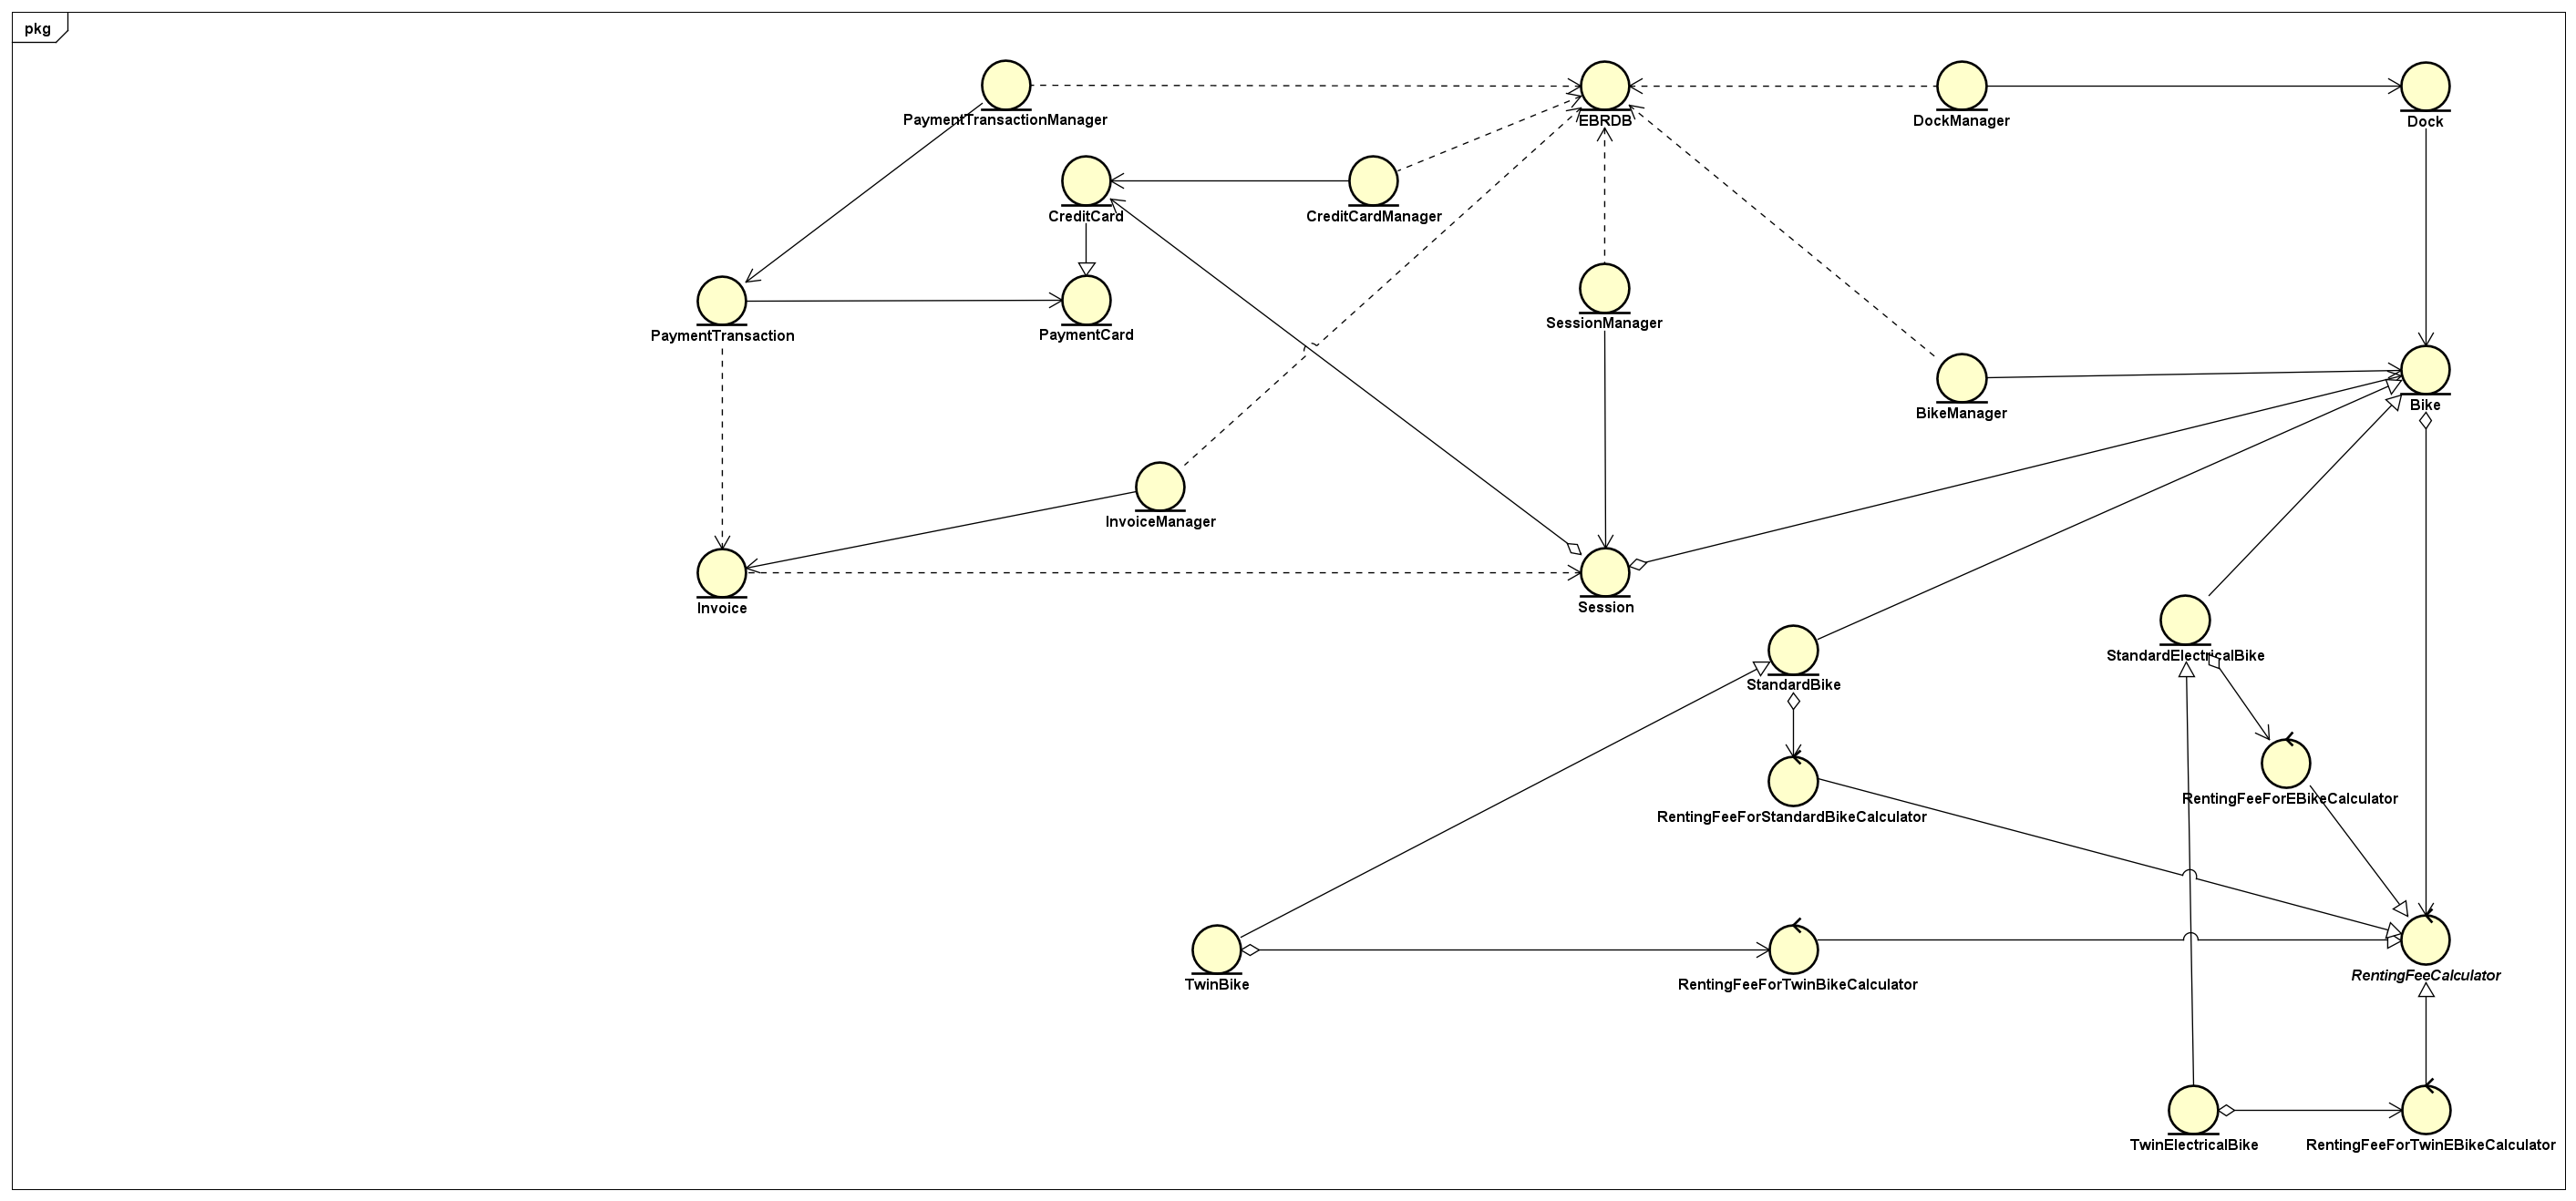 pkg
PaymentTransactionManager
EBRDB
DockManager
Dock
CreditCard
CreditCardManager
PaymentTransaction
PaymentCard
SessionManager
BikeManager
Bike
InvoiceManager
Invoice
Session
StandardElectricalBike
StandardBike
RentingFeeForEBikeCalculator
RentingFeeForStandardBikeCalculator
RentingFeeCalculator
TwinBike
RentingFeeForTwinBikeCalculator
TwinElectricalBike
RentingFeeForTwinEBikeCalculator